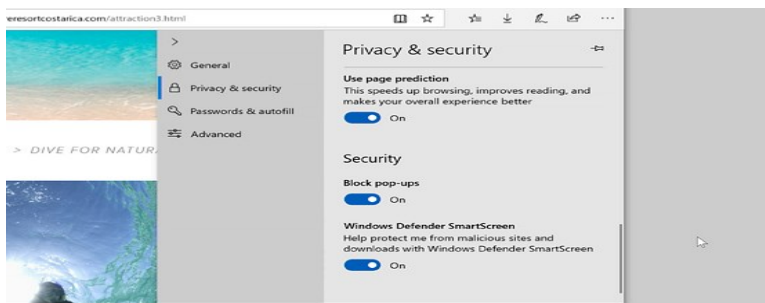 eresortcostarica.com/attraction3.html
General
Privacy & security
Passwords & autofill
Advanced
> DIVE FOR NATUR
Privacy & security
Use page prediction
This speeds up browsing, improves reading, and
makes your overall experience better
On
Security
Block pop-ups
On
Windows Defender SmartScreen
Help protect me from malicious sites and
downloads with Windows Defender SmartScreen
On